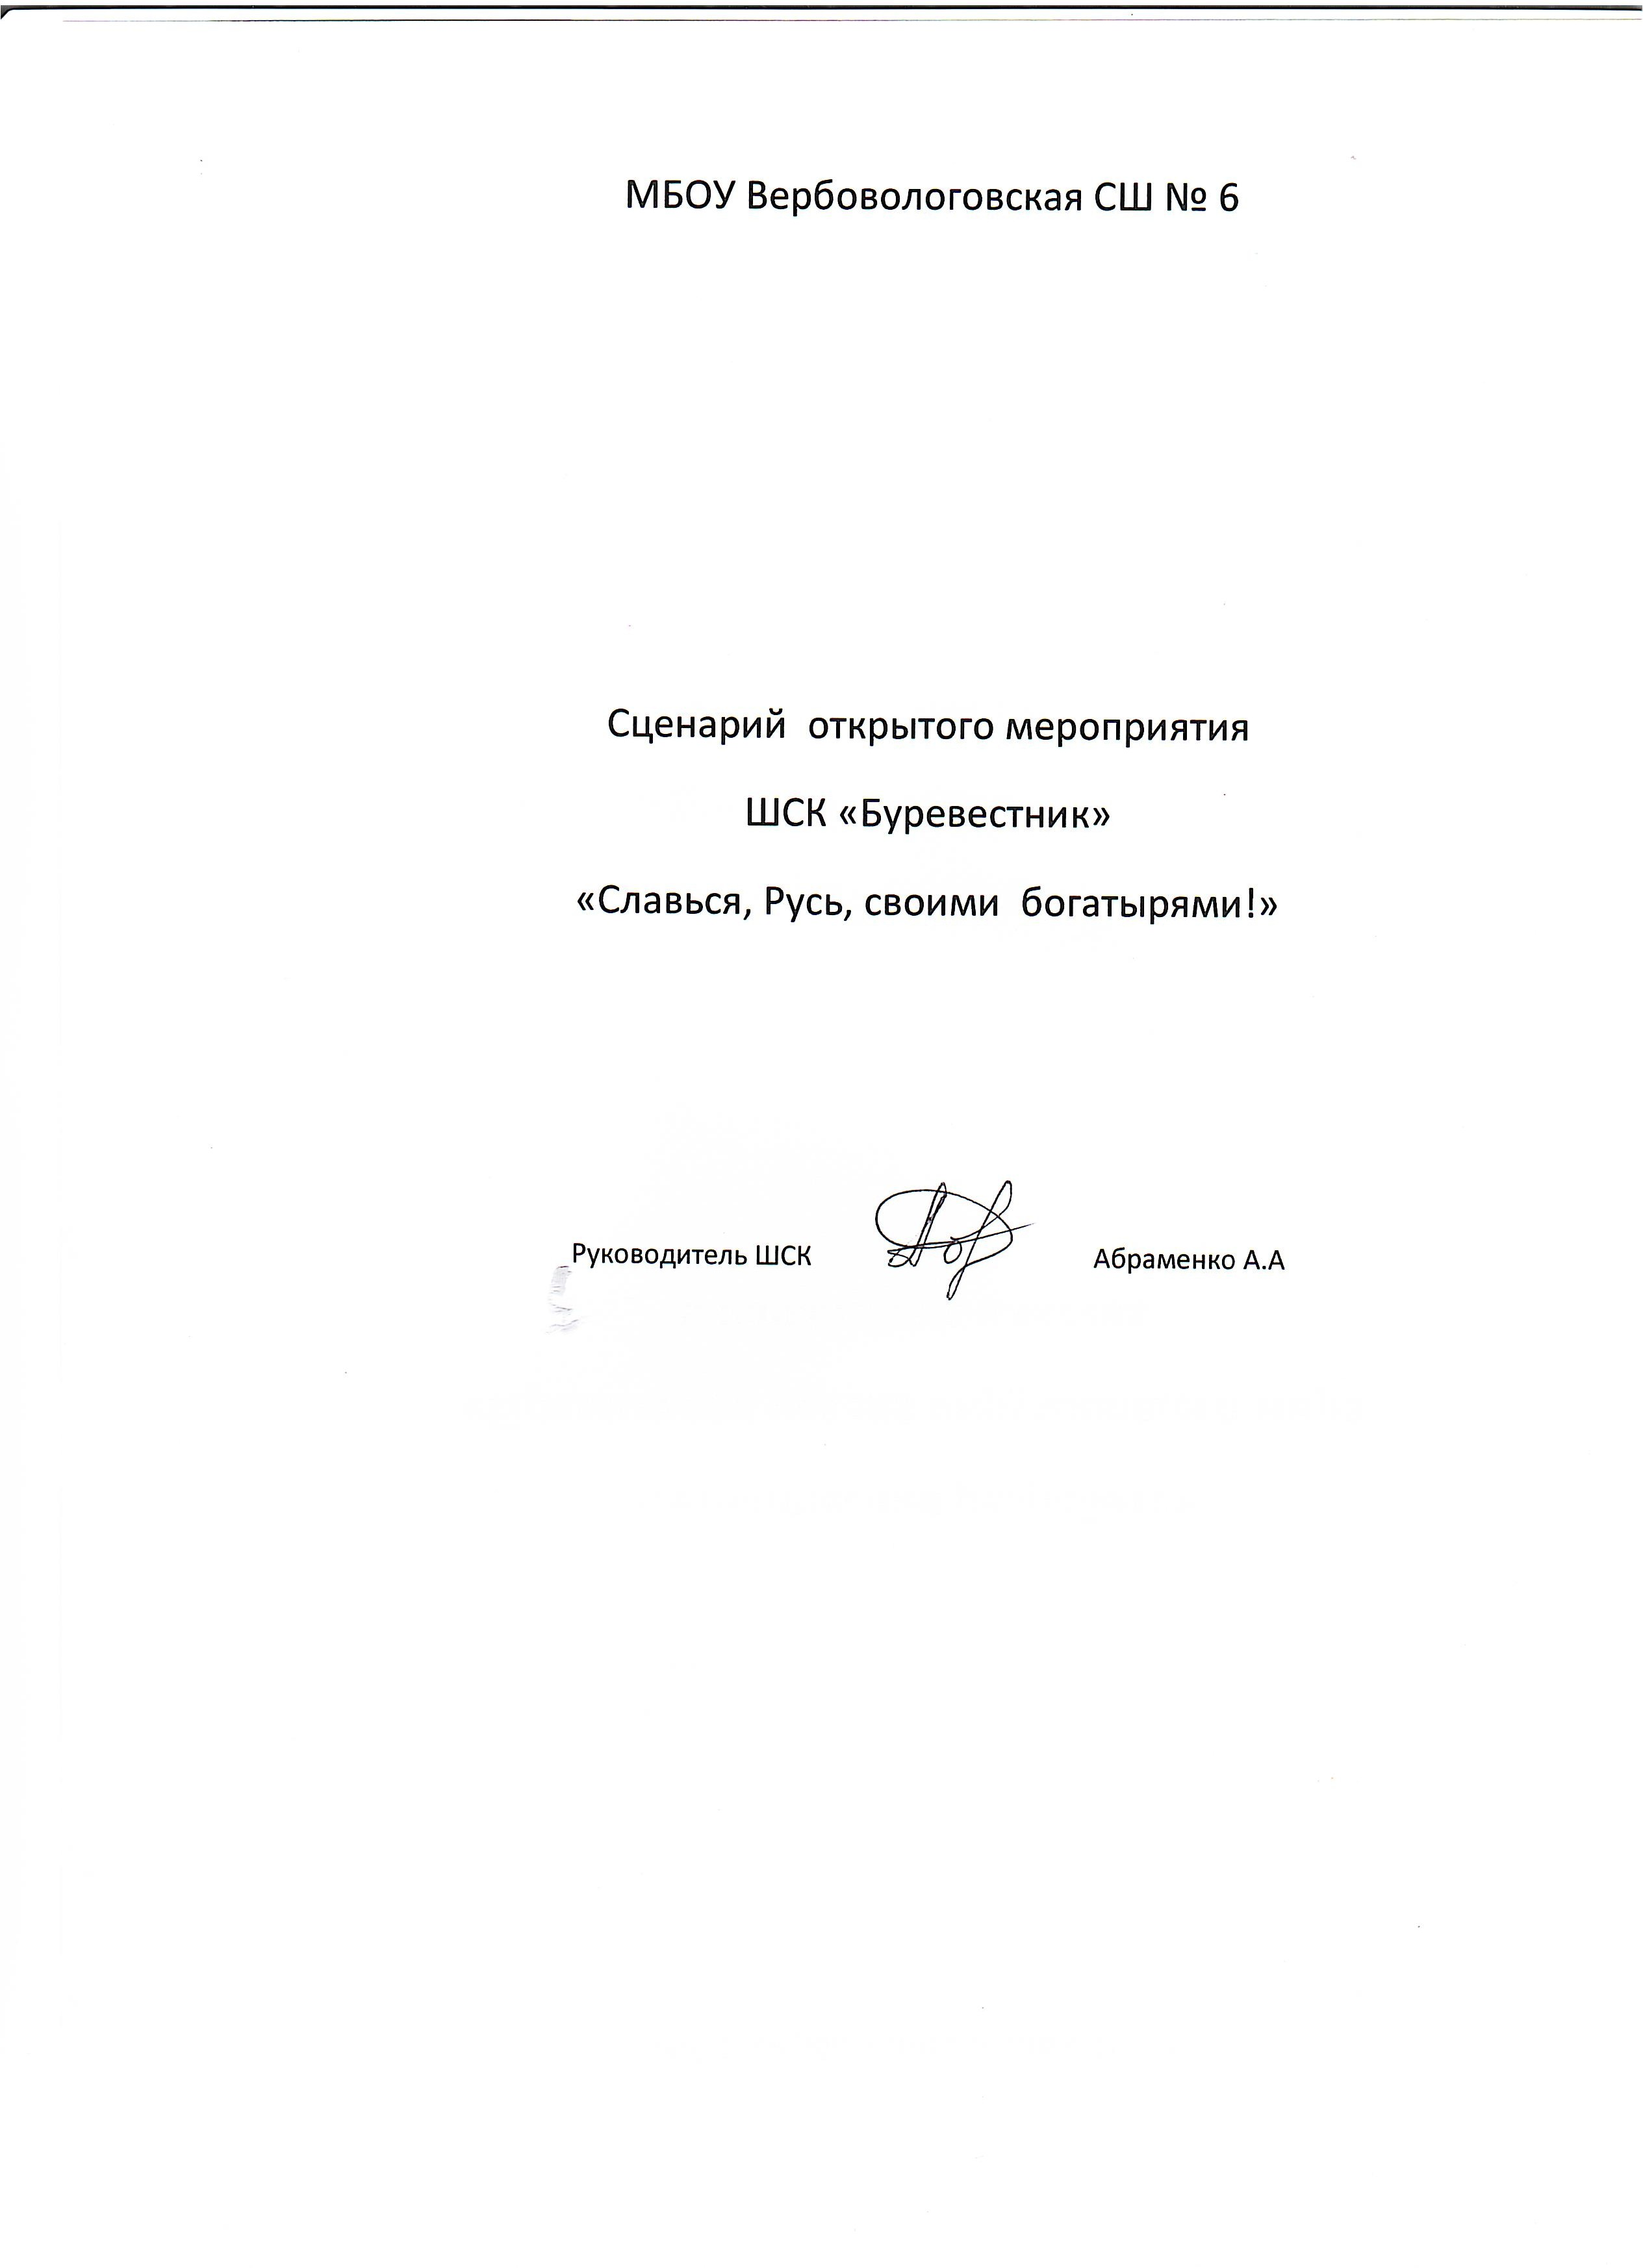 МБОУ Вербовологовская СШ № 6
Сценарий открытого мероприятия
ШСК «Буревестник»
«Славься, Русь, своими богатырями!»
Руководитель ШСК Абраменко А.А